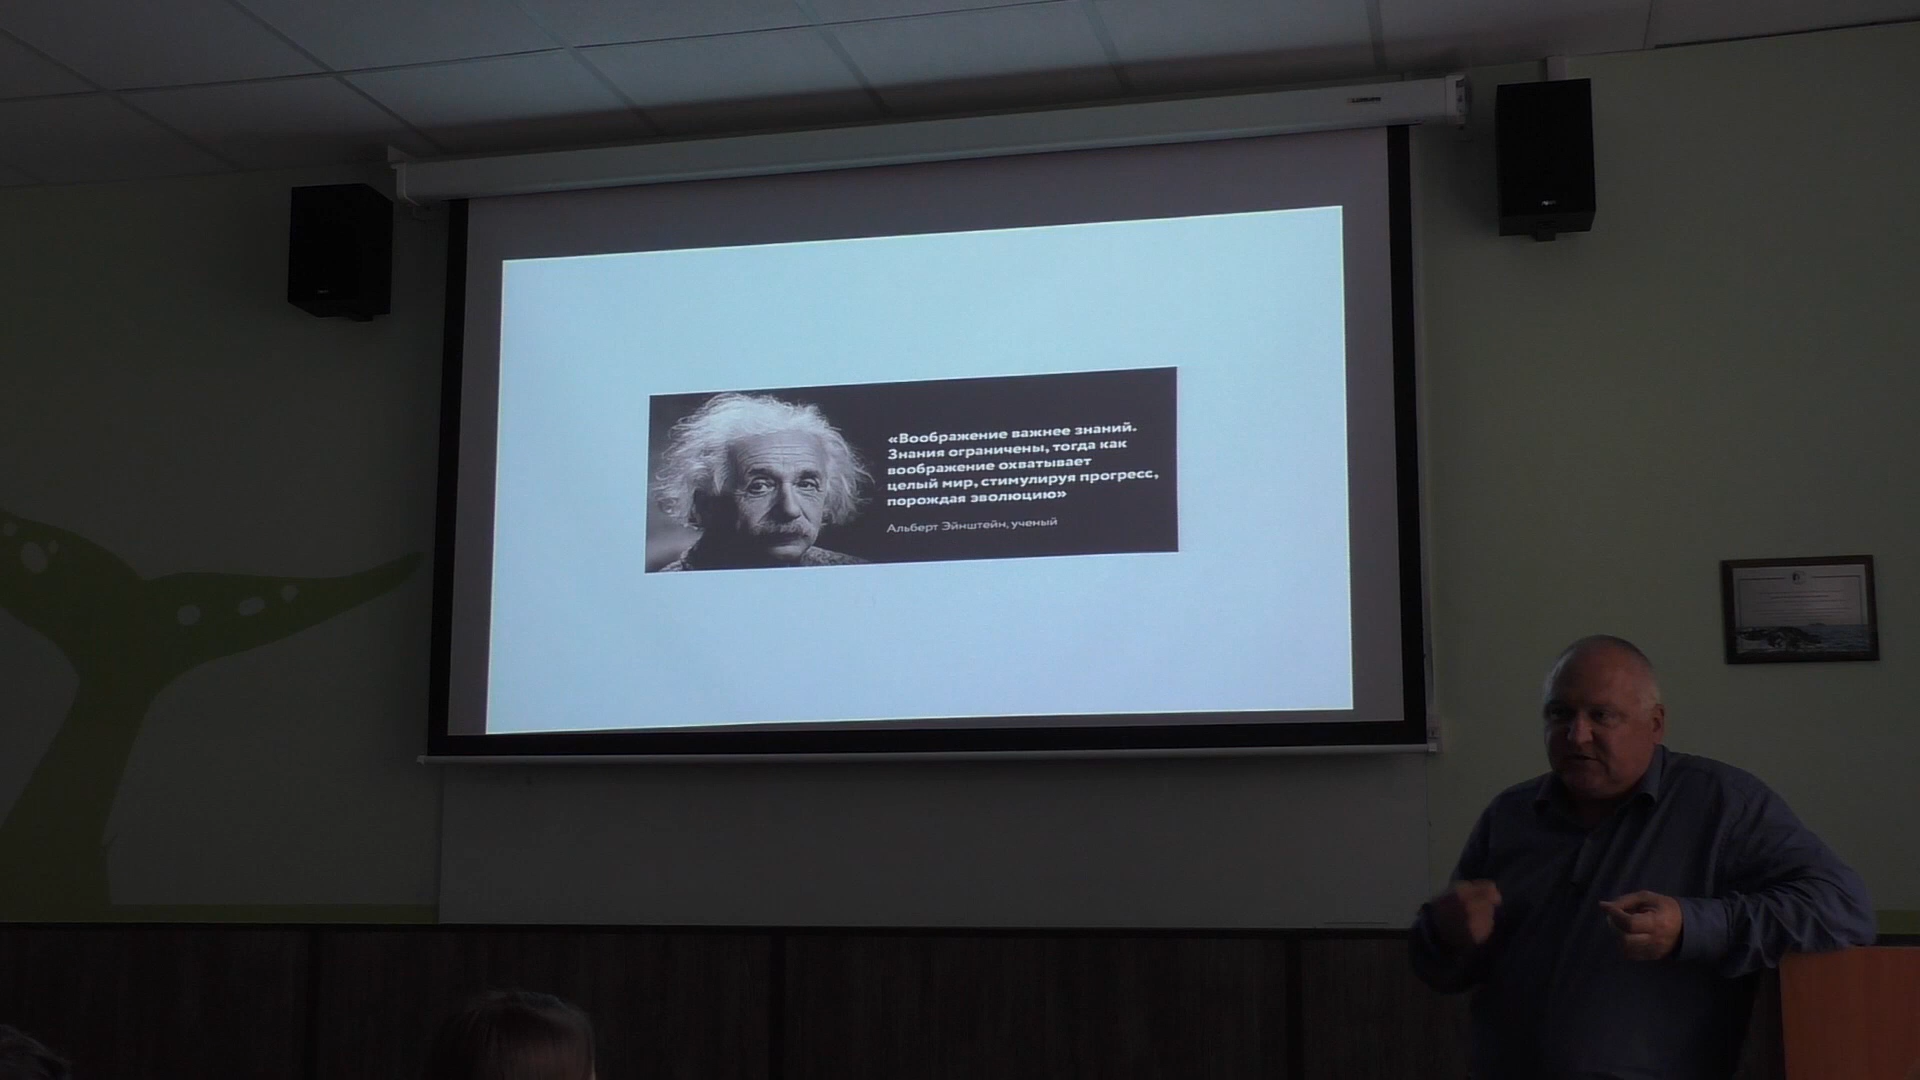 «Воображение важнее знаний.
Знания ограничены, тогда как
воображение охватывает
целый мир, стимулируя прогресс,
порождая эволюцию»
Альберт Эйнштейн, ученый